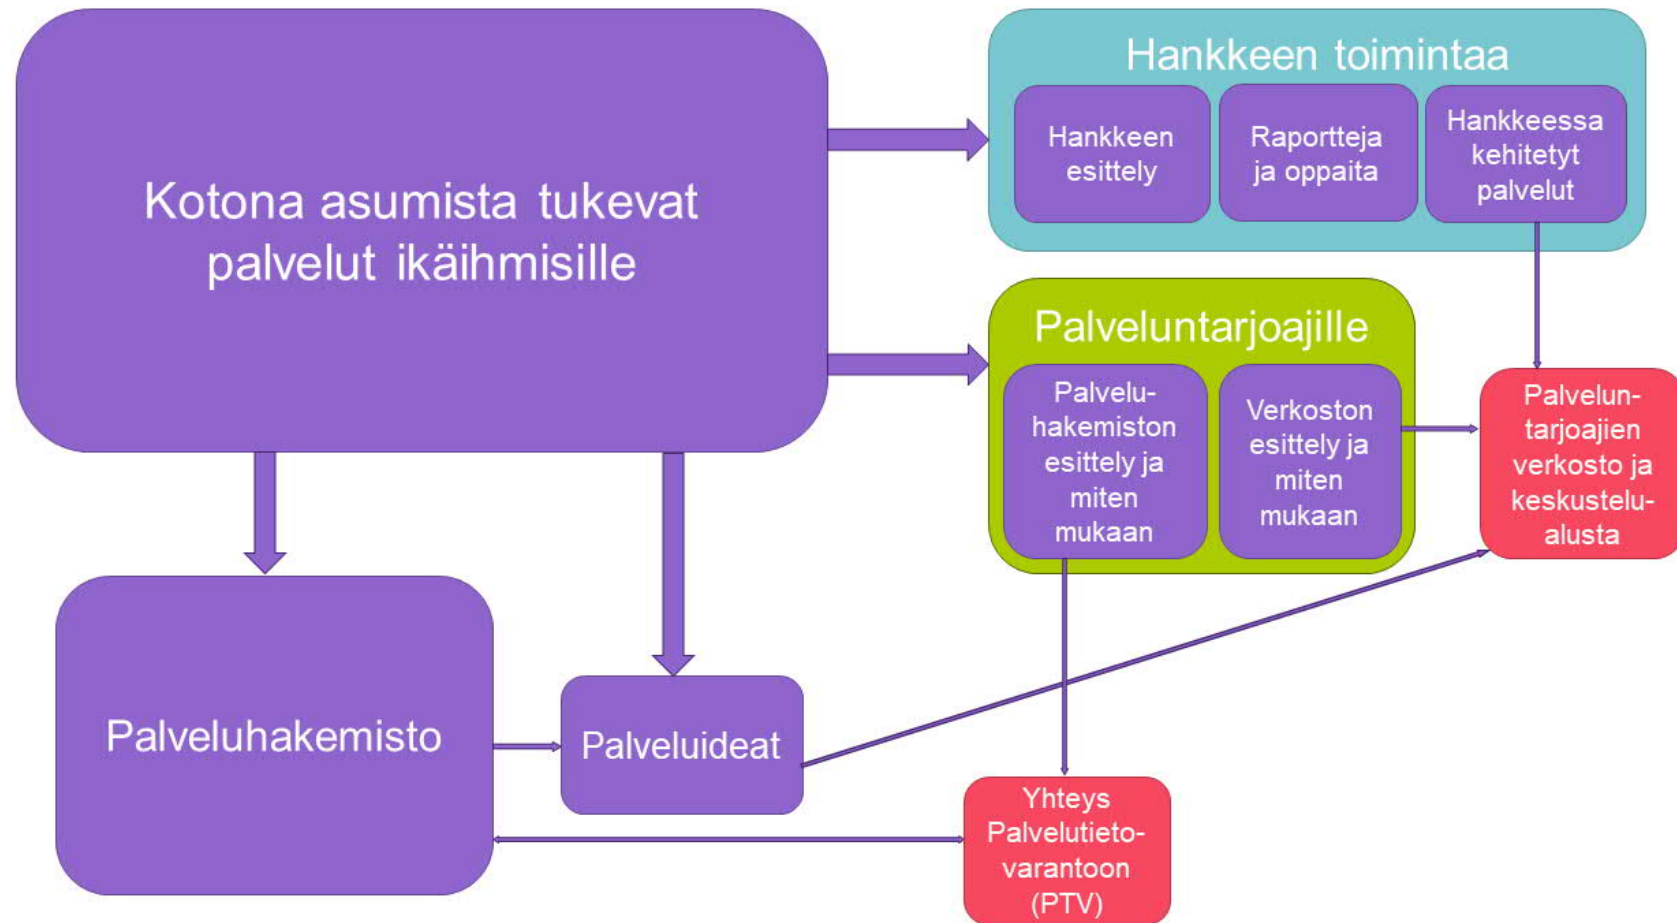 Kotona asumista tukevat
palvelut ikäihmisille
Hankkeen toimintaa
Hankkeen
esittely
Raportteja
ja oppaita
Hankkeessa
kehitetyt
palvelut
Palveluntarjoajille
Palvelu-
hakemiston
esittely ja
miten
mukaan
Verkoston
esittely ja
miten
mukaan
Palvelun-
tarjoajien
verkosto ja
keskustelu-
alusta
Palveluhakemisto
Palveluideat
Yhteys
Palvelutieto-
varantoon
(PTV)